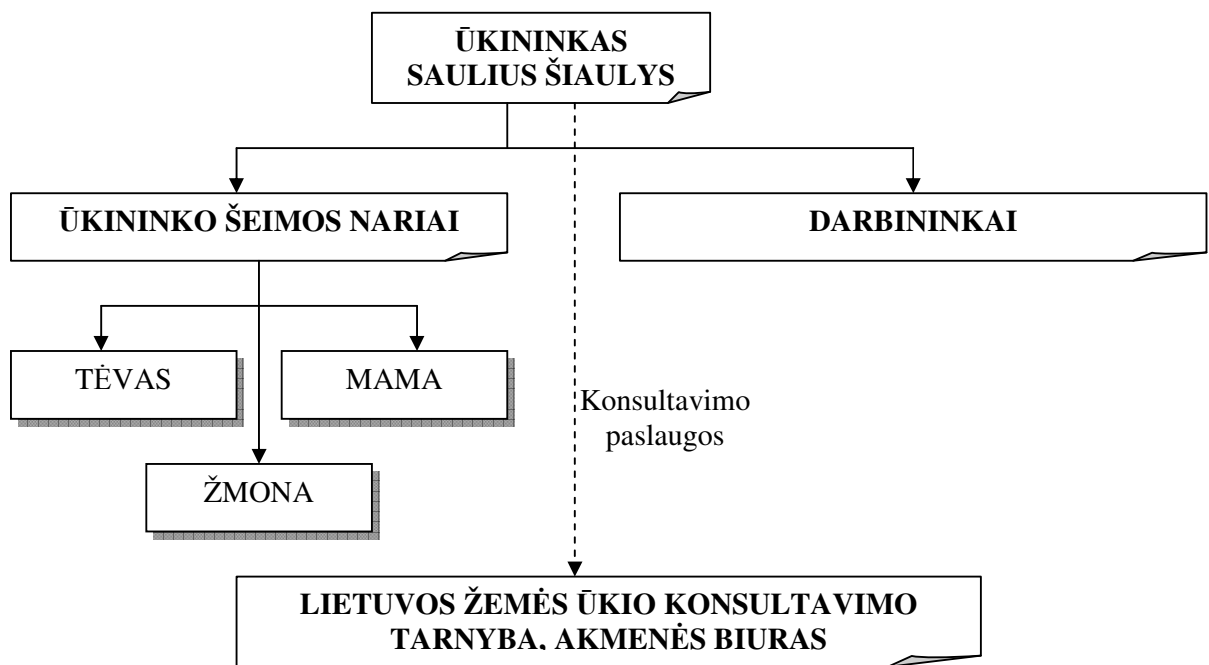 ŪKININKAS
SAULIUS ŠIAULYS
ŪKININKO ŠEIMOS NARIAI
DARBININKAI
TĖVAS
MAMA
Konsultavimo
paslaugos
ŽMONA
LIETUVOS ŽEMĖS ŪKIO KONSULTAVIMO
TARNYBA, AKMENĖS BIURAS